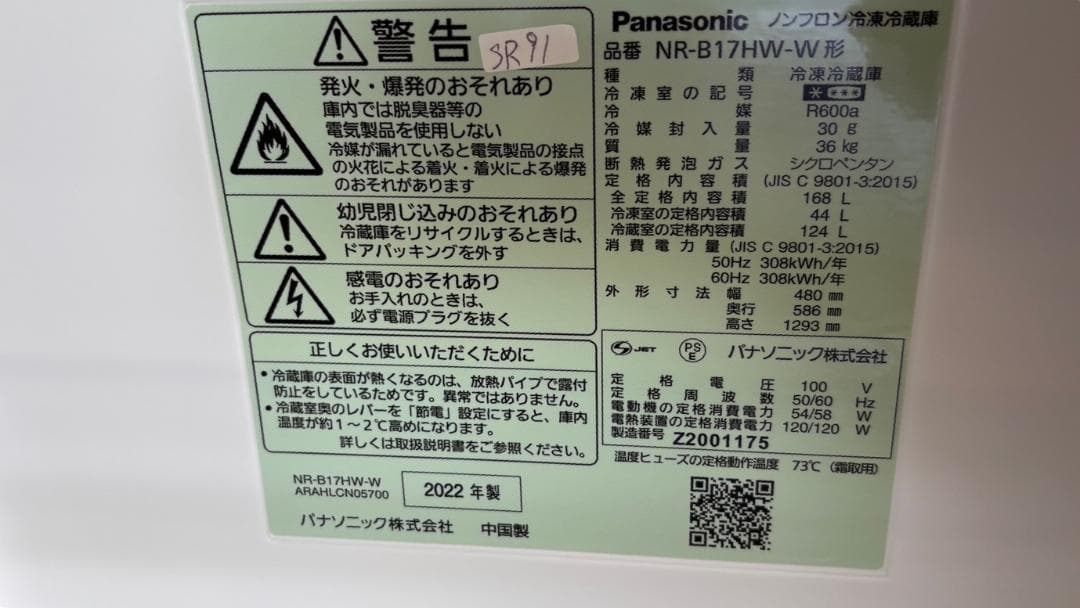 警告
SR91
発火・爆発のおそれあり
庫内では脱臭器等の
電気製品を使用しない
冷媒が漏れていると電気製品の接点
の火花による着火・着火による爆発
のおそれがあります
幼児閉じ込みのおそれあり
冷蔵庫をリサイクルするときは、
ドアパッキングを外す
感電のおそれあり
お手入れのときは、
必ず電源プラグを抜く
正しくお使いいただくために
•冷蔵庫の表面が熱くなるのは、放熱パイプで露付
防止をしているためです。異常ではありません。
•冷蔵室奥のレバーを「節電」設定にすると、庫内
温度が約1～2℃高めになります。
詳しくは取扱説明書をご参照ください。
NR-B17HW-W
ARAHLCN05700
2022年製
パナソニック株式会社 中国製
Panasonic ノンフロン冷凍冷蔵庫
品番 NR-B17HW-W形
種類 冷凍冷蔵庫
冷凍室の記号 * ***
冷媒 R600a
冷媒封入量 30 g
質量 36 kg
断熱発泡ガス シクロペンタン
定格内容積 (JIS C 9801-3:2015)
全定格内容積 168 L
冷凍室の定格内容積 44 L
冷蔵室の定格内容積 124 L
消費電力量 (JIS C 9801-3:2015)
50Hz 308kWh/年
60Hz 308kWh/年
外形寸法 幅 480 mm
奥行 586 mm
高さ 1293 mm
JET PSE パナソニック株式会社
定格電圧 100 V
定格周波数 50/60 Hz
電動機の定格消費電力 54/58 W
電熱装置の定格消費電力 120/120 W
製造番号 Z2001175
温度ヒューズの定格動作温度 73℃(霜取用)